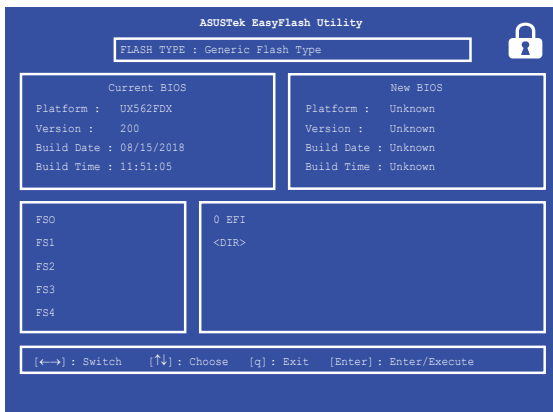 ASUSTek EasyFlash Utility
FLASH TYPE : Generic Flash Type
Current BIOS
Platform : UX562FDX
Version : 200
Build Date : 08/15/2018
Build Time : 11:51:05
New BIOS
Platform : Unknown
Version : Unknown
Build Date : Unknown
Build Time : Unknown
FSO
FS1
FS2
FS3
FS4
0 EFI
<DIR>
[←→] : Switch [↑↓] : Choose [q] : Exit [Enter] : Enter/Execute